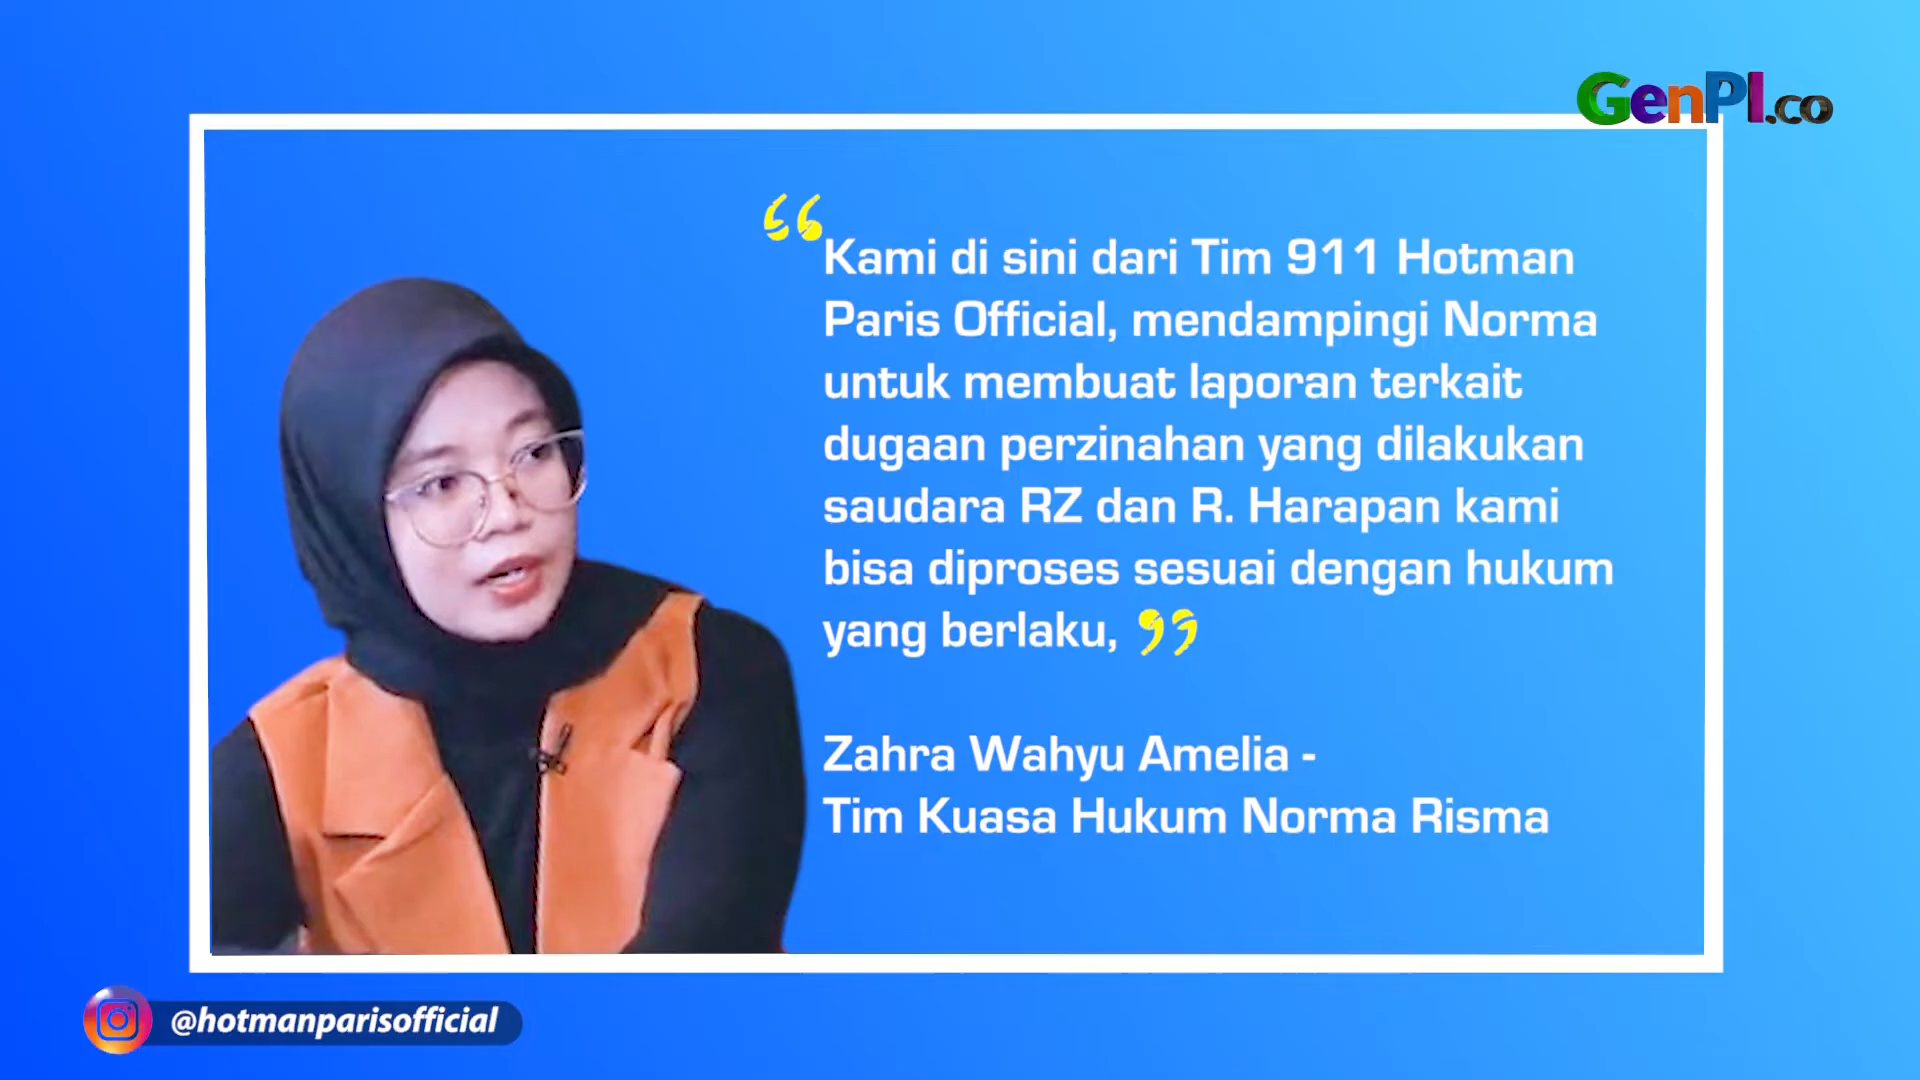 GenPI.co
“Kami di sini dari Tim 911 Hotman
Paris Official, mendampingi Norma
untuk membuat laporan terkait
dugaan perzinahan yang dilakukan
saudara RZ dan R. Harapan kami
bisa diproses sesuai dengan hukum
yang berlaku, ”
Zahra Wahyu Amelia -
Tim Kuasa Hukum Norma Risma
@hotmanparisofficial